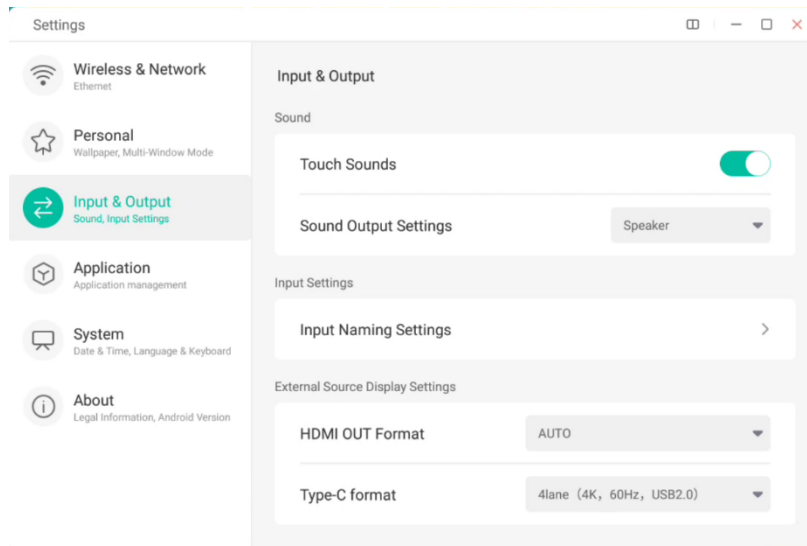 Settings
Wireless & Network
Ethernet
Personal
Wallpaper, Multi-Window Mode
Input & Output
Sound, Input Settings
Application
Application management
System
Date & Time, Language & Keyboard
About
Legal Information, Android Version
Input & Output
Sound
Touch Sounds
Sound Output Settings
Speaker
Input Settings
Input Naming Settings
External Source Display Settings
HDMI OUT Format
AUTO
Type-C format
4lane（4K, 60Hz, USB2.0）